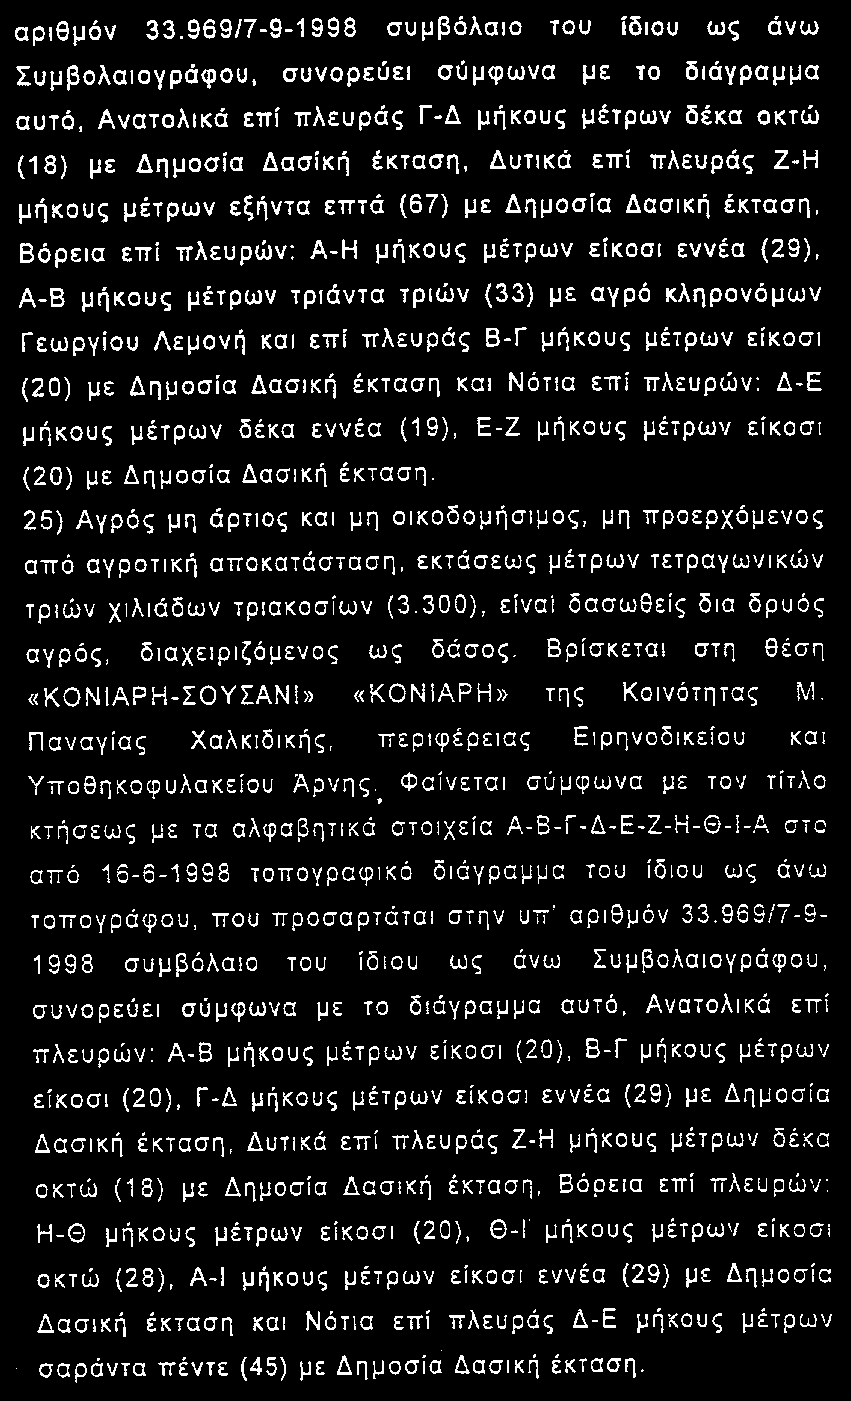 αριθμόν 33.969/7-9-1998 συμβόλαιο του ίδιου ως άνω
Συμβολαιογράφου, συνορεύει σύμφωνα με το διάγραμμα
αυτό, Ανατολικά επί πλευράς Γ-Δ μήκους μέτρων δέκα οκτώ
(18) με Δημοσία Δασίκή έκταση, Δυτικά επί πλευράς Ζ-Η
μήκους μέτρων εξήντα επτά (67) με Δημοσία Δασική έκταση,
Βόρεια επί πλευρών: Α-Η μήκους μέτρων είκοσι εννέα (29),
Α-Β μήκους μέτρων τριάντα τριών (33) με αγρό κληρονόμων
Γεωργίου Λεμονή και επί πλευράς Β-Γ μήκους μέτρων είκοσι
(20) με Δημοσία Δασική έκταση και Νότια επί πλευρών: Δ-Ε
μήκους μέτρων δέκα εννέα (19), Ε-Ζ μήκους μέτρων είκοσι
(20) με Δημοσία Δασική έκταση.
25) Αγρός μη άρτιος και μη οικοδομήσιμος, μη προερχόμενος
από αγροτική αποκατάσταση, εκτάσεως μέτρων τετραγωνικών
τριών χιλιάδων τριακοσίων (3.300), είναι δασωθείς δια δρυός
αγρός, διαχειριζόμενος ως δάσος. Βρίσκεται στη θέση
«ΚΟΝΙΑΡΗ-ΣΟΥΣΑΝΙ» «ΚΟΝΙΑΡΗ» της Κοινότητας Μ.
Παναγίας Χαλκιδικής, περιφέρειας Ειρηνοδικείου και
Υποθηκοφυλακείου Άρνης, Φαίνεται σύμφωνα με τον τίτλο
κτήσεως με τα αλφαβητικά στοιχεία Α-Β-Γ-Δ-Ε-Ζ-Η-Θ-Ι-Α στο
από 16-6-1998 τοπογραφικό διάγραμμα του ίδιου ως άνω
τοπογράφου, που προσαρτάται στην υπ' αριθμόν 33.969/7-9-
1998 συμβόλαιο του ίδιου ως άνω Συμβολαιογράφου,
συνορεύει σύμφωνα με το διάγραμμα αυτό, Ανατολικά επί
πλευρών: Α-Β μήκους μέτρων είκοσι (20), Β-Γ μήκους μέτρων
είκοσι (20), Γ-Δ μήκους μέτρων είκοσι εννέα (29) με Δημοσία
Δασική έκταση, Δυτικά επί πλευράς Ζ-Η μήκους μέτρων δέκα
οκτώ (18) με Δημοσία Δασική έκταση, Βόρεια επί πλευρών:
Η-Θ μήκους μέτρων είκοσι (20), Θ-Ι μήκους μέτρων είκοσι
οκτώ (28), Α-Ι μήκους μέτρων είκοσι εννέα (29) με Δημοσία
Δασική έκταση και Νότια επί πλευράς Δ-Ε μήκους μέτρων
σαράντα πέντε (45) με Δημοσία Δασική έκταση.